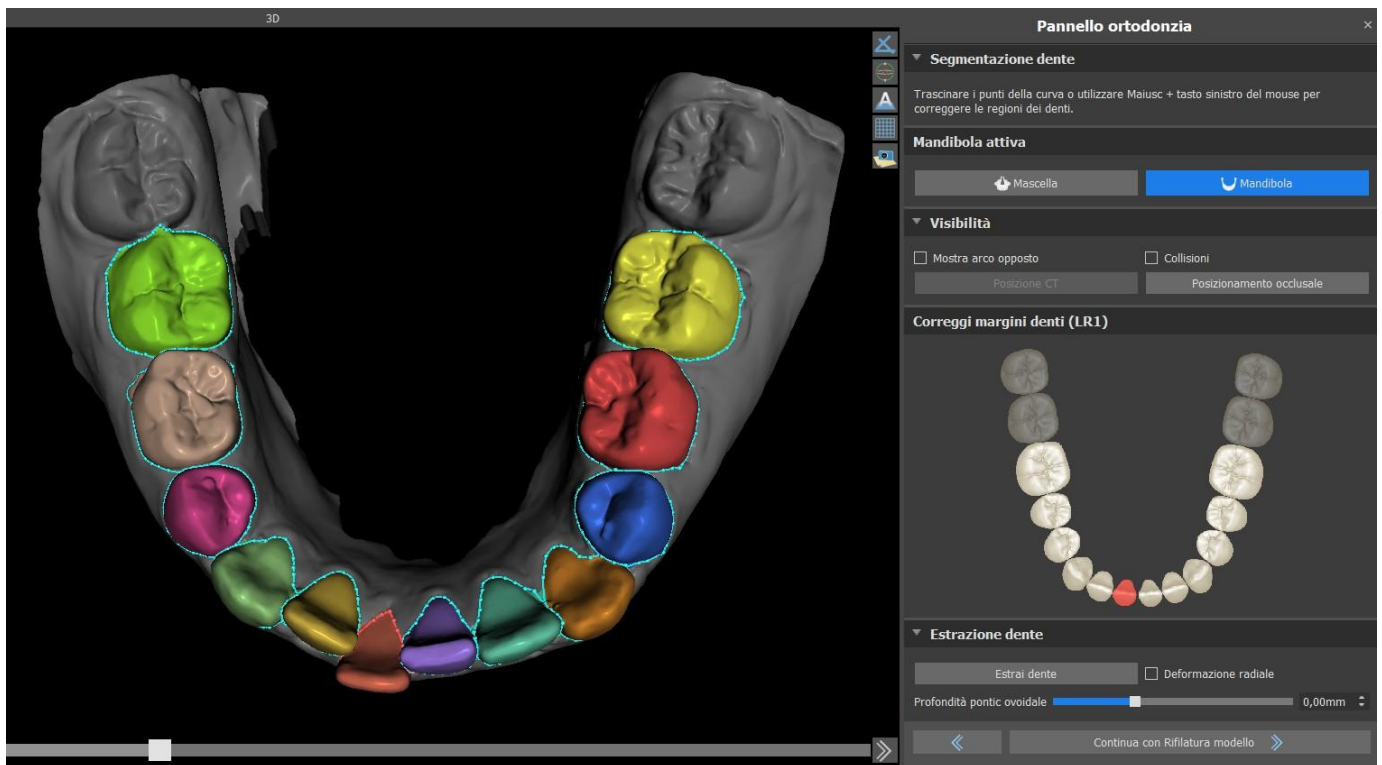 3D
Pannello ortodonzia
Segmentazione dente
Trascinare i punti della curva o utilizzare Maiusc + tasto sinistro del mouse per
correggere le regioni dei denti.
Mandibola attiva
Mascella
Mandibola
Visibilità
Mostra arco opposto
Collisioni
Posizione CT
Posizionamento occlusale
Correggi margini denti (LR1)
Estrazione dente
Estrai dente
Deformazione radiale
Profondità pontic ovoidale
0,00mm
Continua con Rifilatura modello